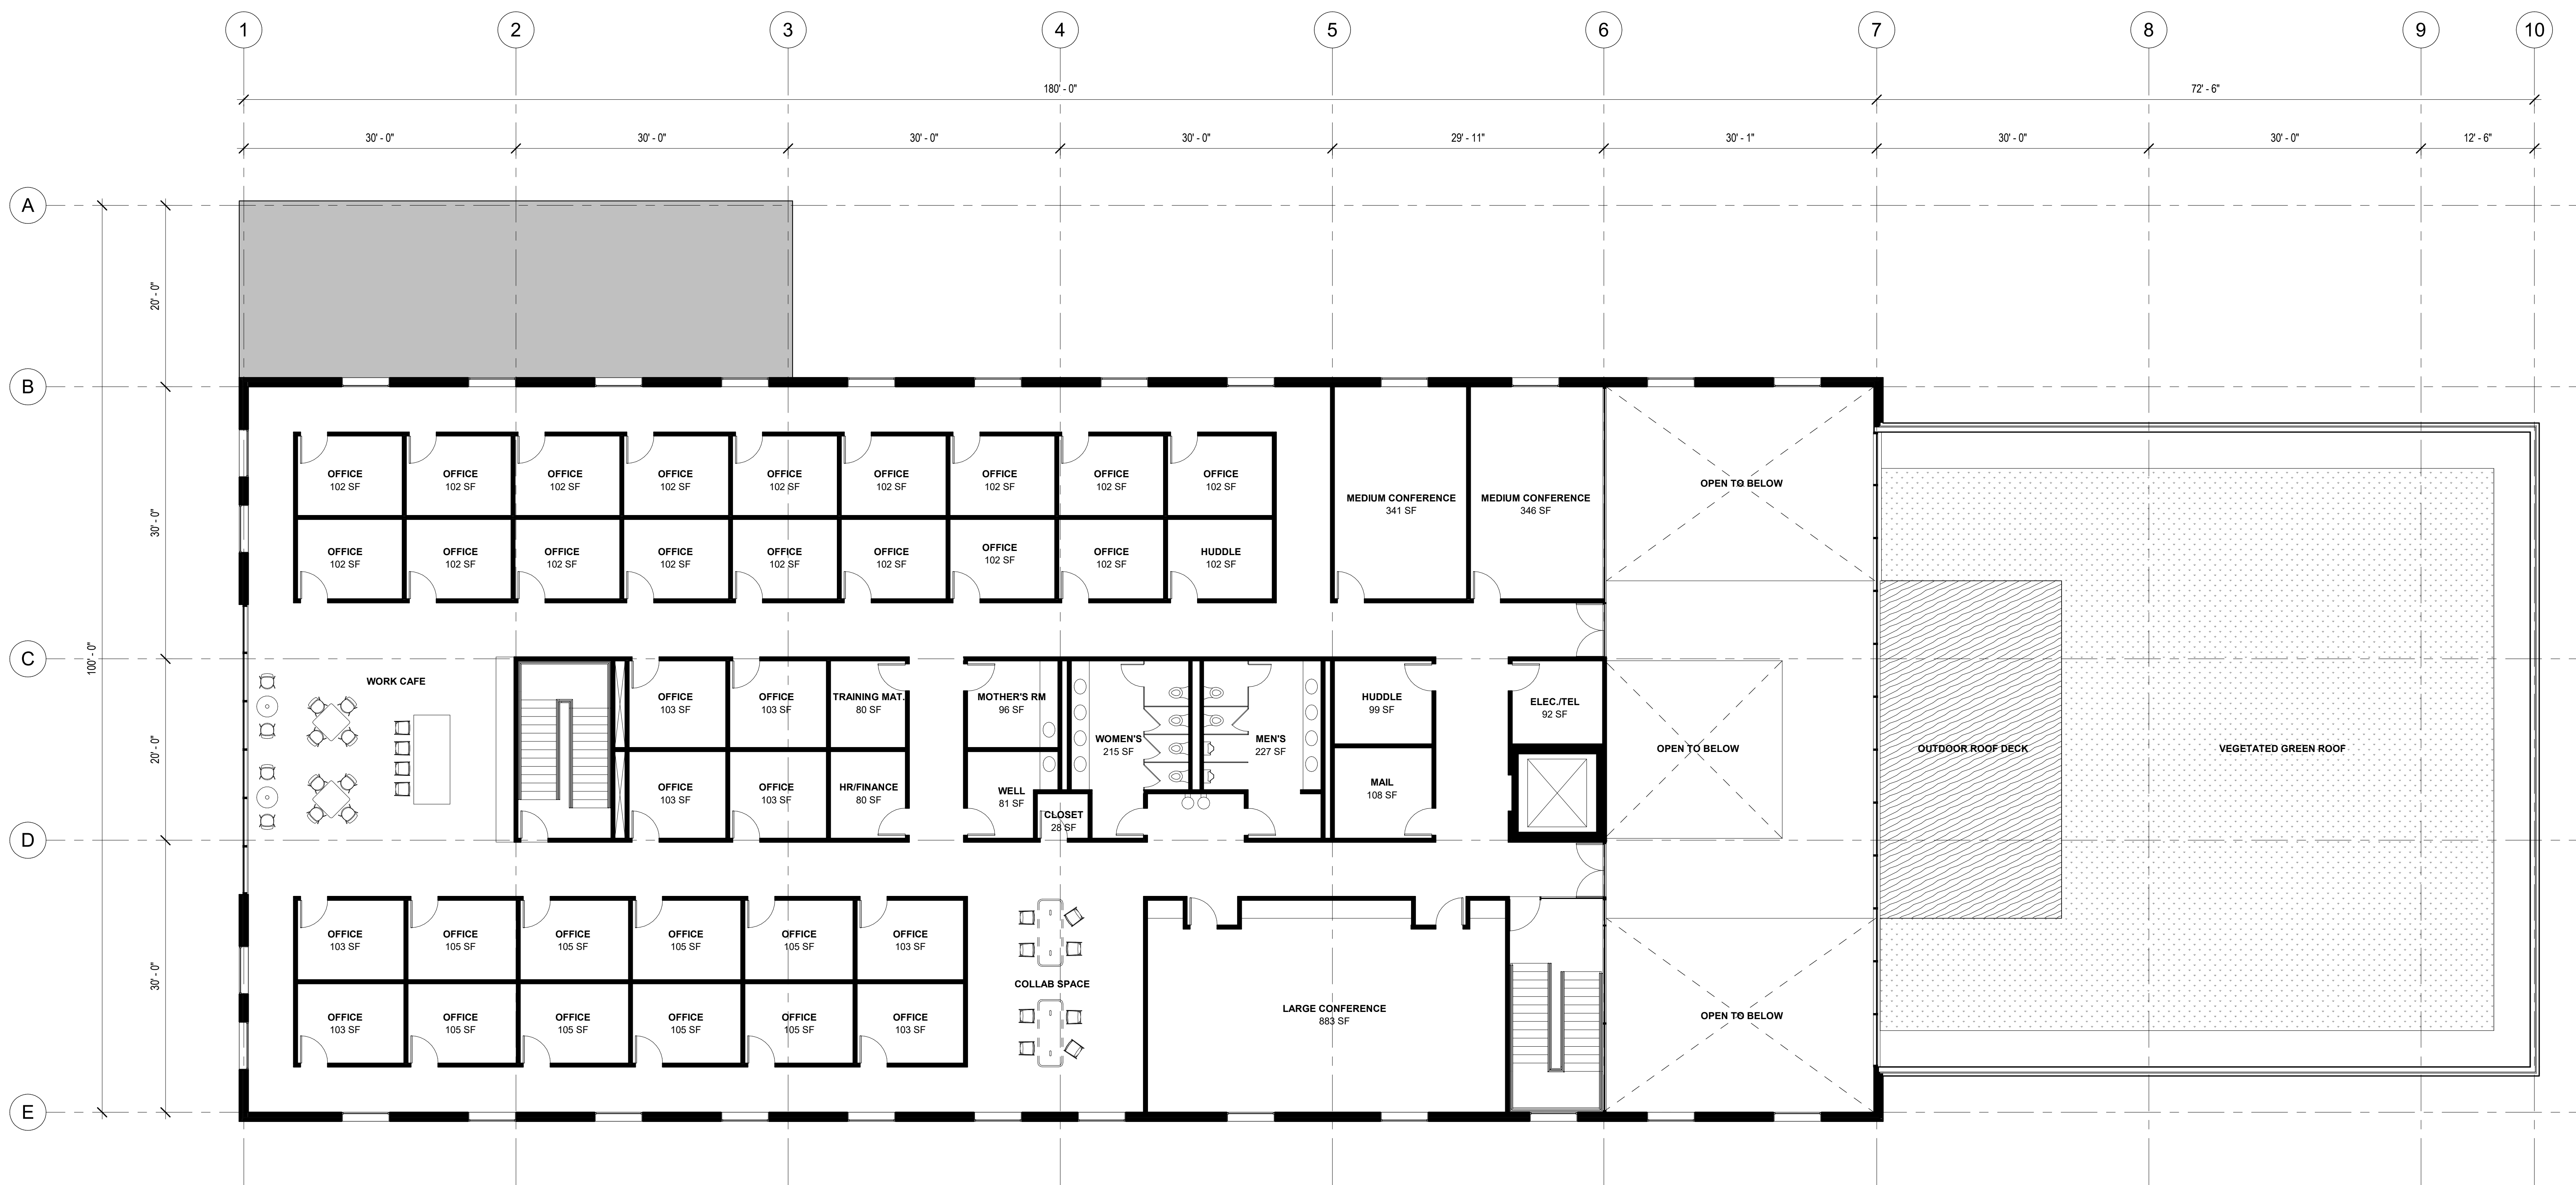 1 2 3 4 5 6 7 8 9 10
180' - 0" 72' - 6"
30' - 0" 30' - 0" 30' - 0" 30' - 0" 29' - 11" 30' - 1" 30' - 0" 30' - 0" 12' - 6"
A
20' - 0"
B
OFFICE OFFICE OFFICE OFFICE OFFICE OFFICE OFFICE OFFICE OFFICE
102 SF 102 SF 102 SF 102 SF 102 SF 102 SF 102 SF 102 SF 102 SF
OPEN TO BELOW
MEDIUM CONFERENCE MEDIUM CONFERENCE
341 SF 346 SF
30' - 0"
OFFICE OFFICE OFFICE OFFICE OFFICE OFFICE OFFICE OFFICE HUDDLE
102 SF 102 SF 102 SF 102 SF 102 SF 102 SF 102 SF 102 SF 102 SF
C
100' - 0"
WORK CAFE
OFFICE OFFICE TRAINING MAT. MOTHER'S RM HUDDLE ELEC./TEL
103 SF 103 SF 80 SF 96 SF 99 SF 92 SF
20' - 0"
WOMEN'S MEN'S
215 SF 227 SF
OPEN TO BELOW OUTDOOR ROOF DECK VEGETATED GREEN ROOF
OFFICE OFFICE HR/FINANCE WELL MAIL
103 SF 103 SF 80 SF 81 SF 108 SF
CLOSET
28 SF
D
OFFICE OFFICE OFFICE OFFICE OFFICE OFFICE
103 SF 105 SF 105 SF 105 SF 105 SF 103 SF
30' - 0"
COLLAB SPACE
LARGE CONFERENCE
883 SF
OFFICE OFFICE OFFICE OFFICE OFFICE OFFICE
103 SF 105 SF 105 SF 105 SF 105 SF 103 SF
OPEN TO BELOW
E